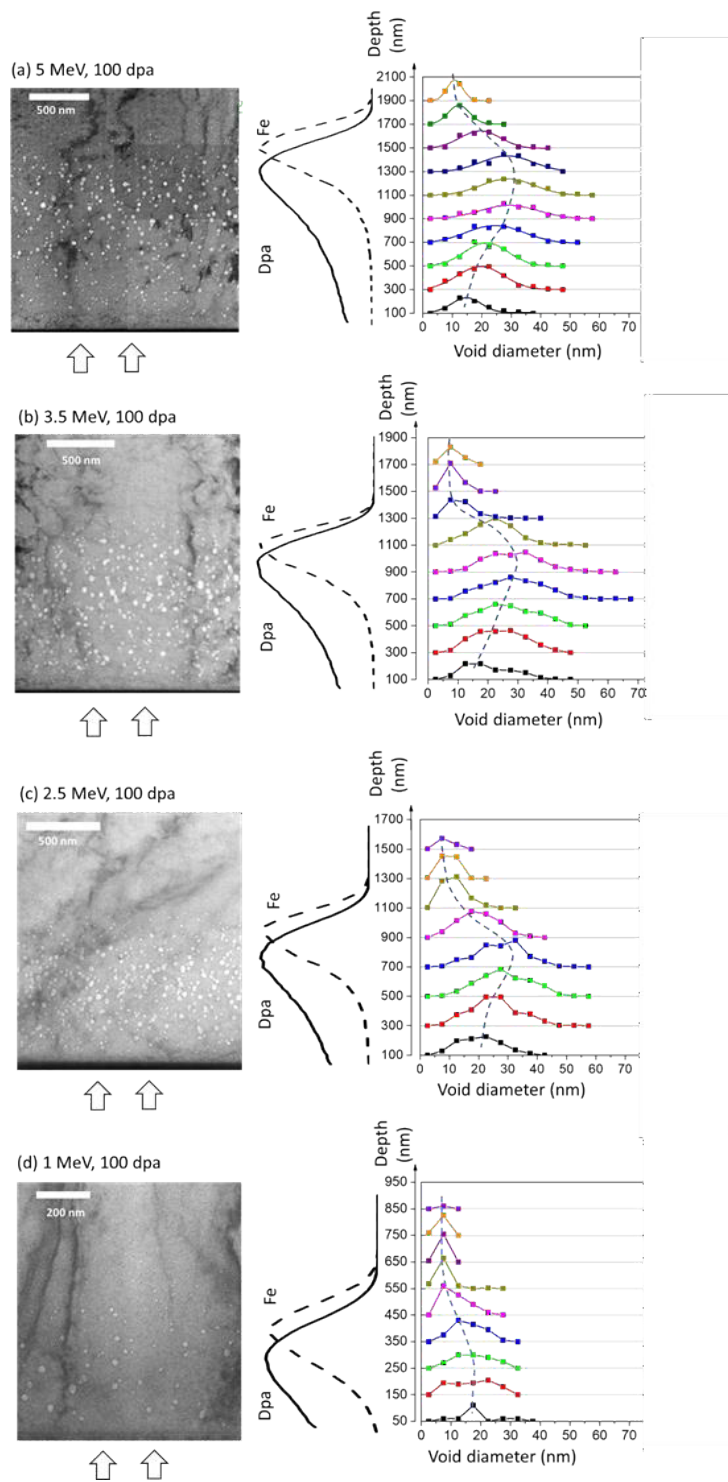 (a) 5 MeV, 100 dpa
500 nm
Fe
Dpa
Depth
(nm)
2100
1900
1700
1500
1300
1100
900
700
500
300
100
0 10 20 30 40 50 60 70
Void diameter (nm)
(b) 3.5 MeV, 100 dpa
500 nm
Fe
Dpa
Depth
(nm)
1900
1700
1500
1300
1100
900
700
500
300
100
0 10 20 30 40 50 60 70
Void diameter (nm)
(c) 2.5 MeV, 100 dpa
500 nm
Fe
Dpa
Depth
(nm)
1700
1500
1300
1100
900
700
500
300
100
0 10 20 30 40 50 60 70
Void diameter (nm)
(d) 1 MeV, 100 dpa
200 nm
Fe
Dpa
Depth
(nm)
950
850
750
650
550
450
350
250
150
50
0 10 20 30 40 50 60 70
Void diameter (nm)